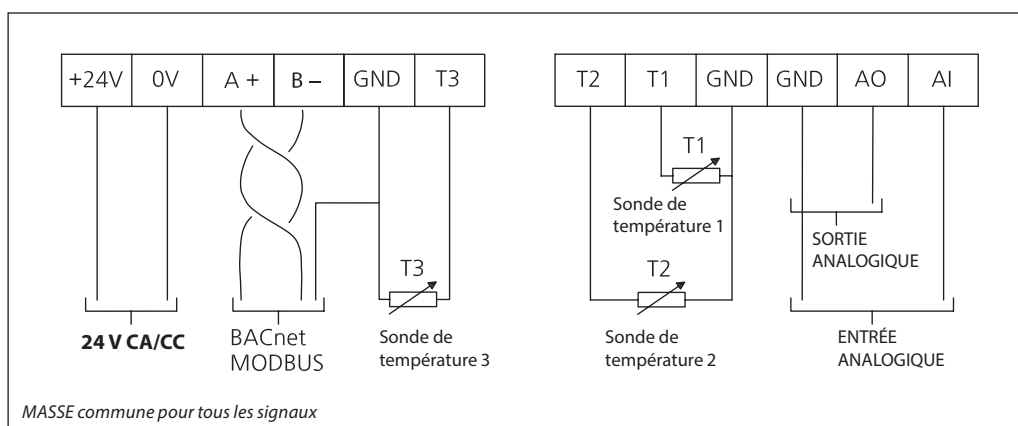 +24V 0V A + B – GND T3
T2 T1 GND GND AO AI
T1
Sonde de
température 1
SORTIE
ANALOGIQUE
T3
T2
24 V CA/CC
BACnet
MODBUS
Sonde de
température 3
Sonde de
température 2
ENTRÉE
ANALOGIQUE
MASSE commune pour tous les signaux